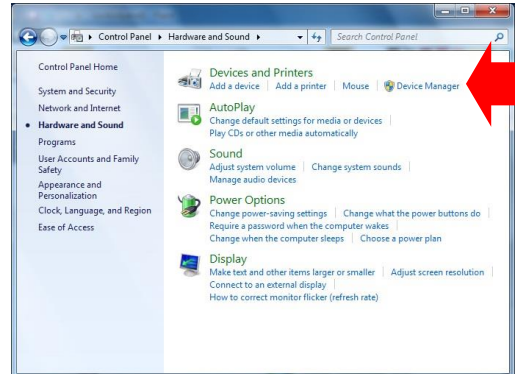 Control Panel Hardware and Sound Search Control Panel
Control Panel Home
System and Security
Network and Internet
Hardware and Sound
Programs
User Accounts and Family
Safety
Appearance and
Personalization
Clock, Language, and Region
Ease of Access
Devices and Printers
Add a device Add a printer Mouse Device Manager
AutoPlay
Change default settings for media or devices
Play CDs or other media automatically
Sound
Adjust system volume Change system sounds
Manage audio devices
Power Options
Change power-saving settings Change what the power buttons do
Require a password when the computer wakes
Change when the computer sleeps Choose a power plan
Display
Make text and other items larger or smaller Adjust screen resolution
Connect to an external display
How to correct monitor flicker (refresh rate)